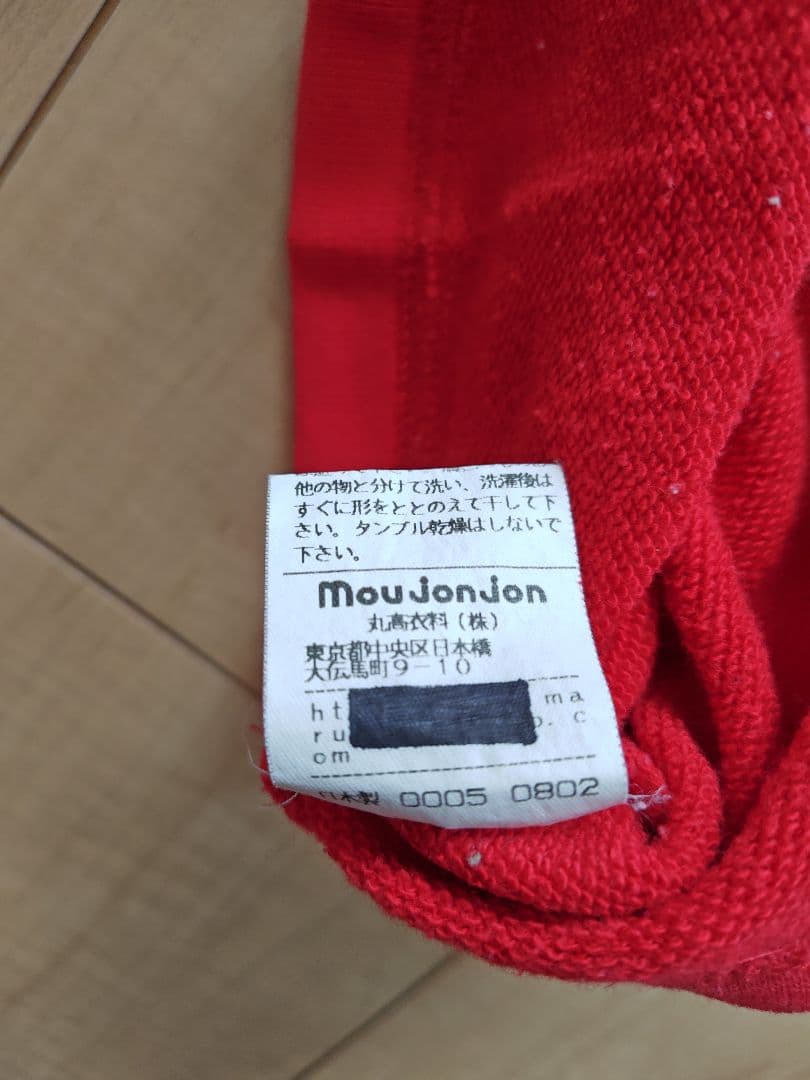 他の物と分けて洗い、洗濯後は
すぐに形をととのえて干して下
さい。タンブル乾燥はしないで
下さい。
moujonjon
丸高衣料(株)
東京都中央区日本橋
大伝馬町9-10
ht ma
ru o.c
om
日本製 0005 0802